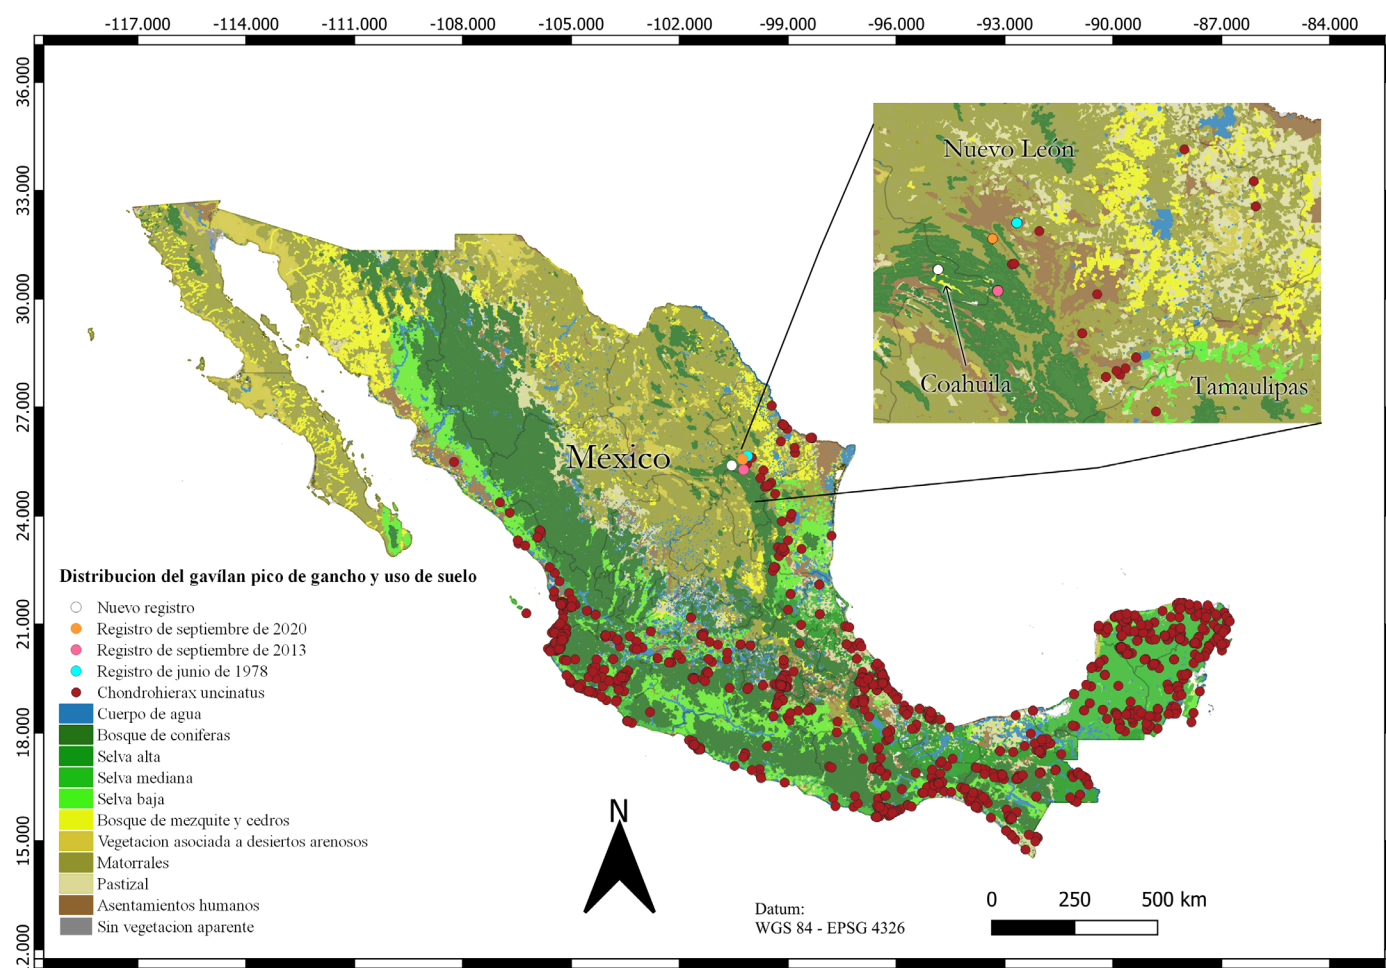 -117.000 -114.000 -111.000 -108.000 -105.000 -102.000 -99.000 -96.000 -93.000 -90.000 -87.000 -84.000
36.000
33.000
30.000
27.000
24.000
21.000
18.000
15.000
2.000
Nuevo León
Coahuila
Tamaulipas
México
Distribucion del gavílan pico de gancho y uso de suelo
Nuevo registro
Registro de septiembre de 2020
Registro de septiembre de 2013
Registro de junio de 1978
Chondrohierax uncinatus
Cuerpo de agua
Bosque de coniferas
Selva alta
Selva mediana
Selva baja
Bosque de mezquite y cedros
Vegetacion asociada a desiertos arenosos
Matorrales
Pastizal
Asentamientos humanos
Sin vegetacion aparente
N
Datum:
WGS 84 - EPSG 4326
0 250 500 km